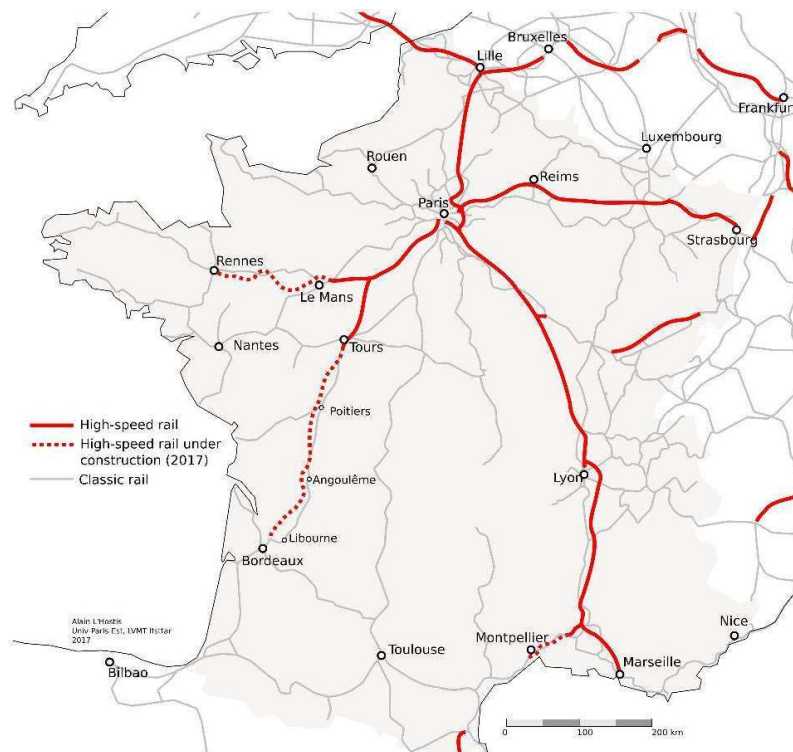 Bruxelles
Lille
Frankfurt
Luxembourg
Rouen
Reims
Paris
Strasbourg
Rennes
Le Mans
Nantes
Tours
High-speed rail
Poitiers
High-speed rail under
construction (2017)
Classic rail
Lyon
Angoulême
Libourne
Bordeaux
Alain L'Hostis
Univ Paris Est, LVMT Ifsttar
2017
Nice
Montpellier
Toulouse
Marseille
Bilbao
0 100 200 km